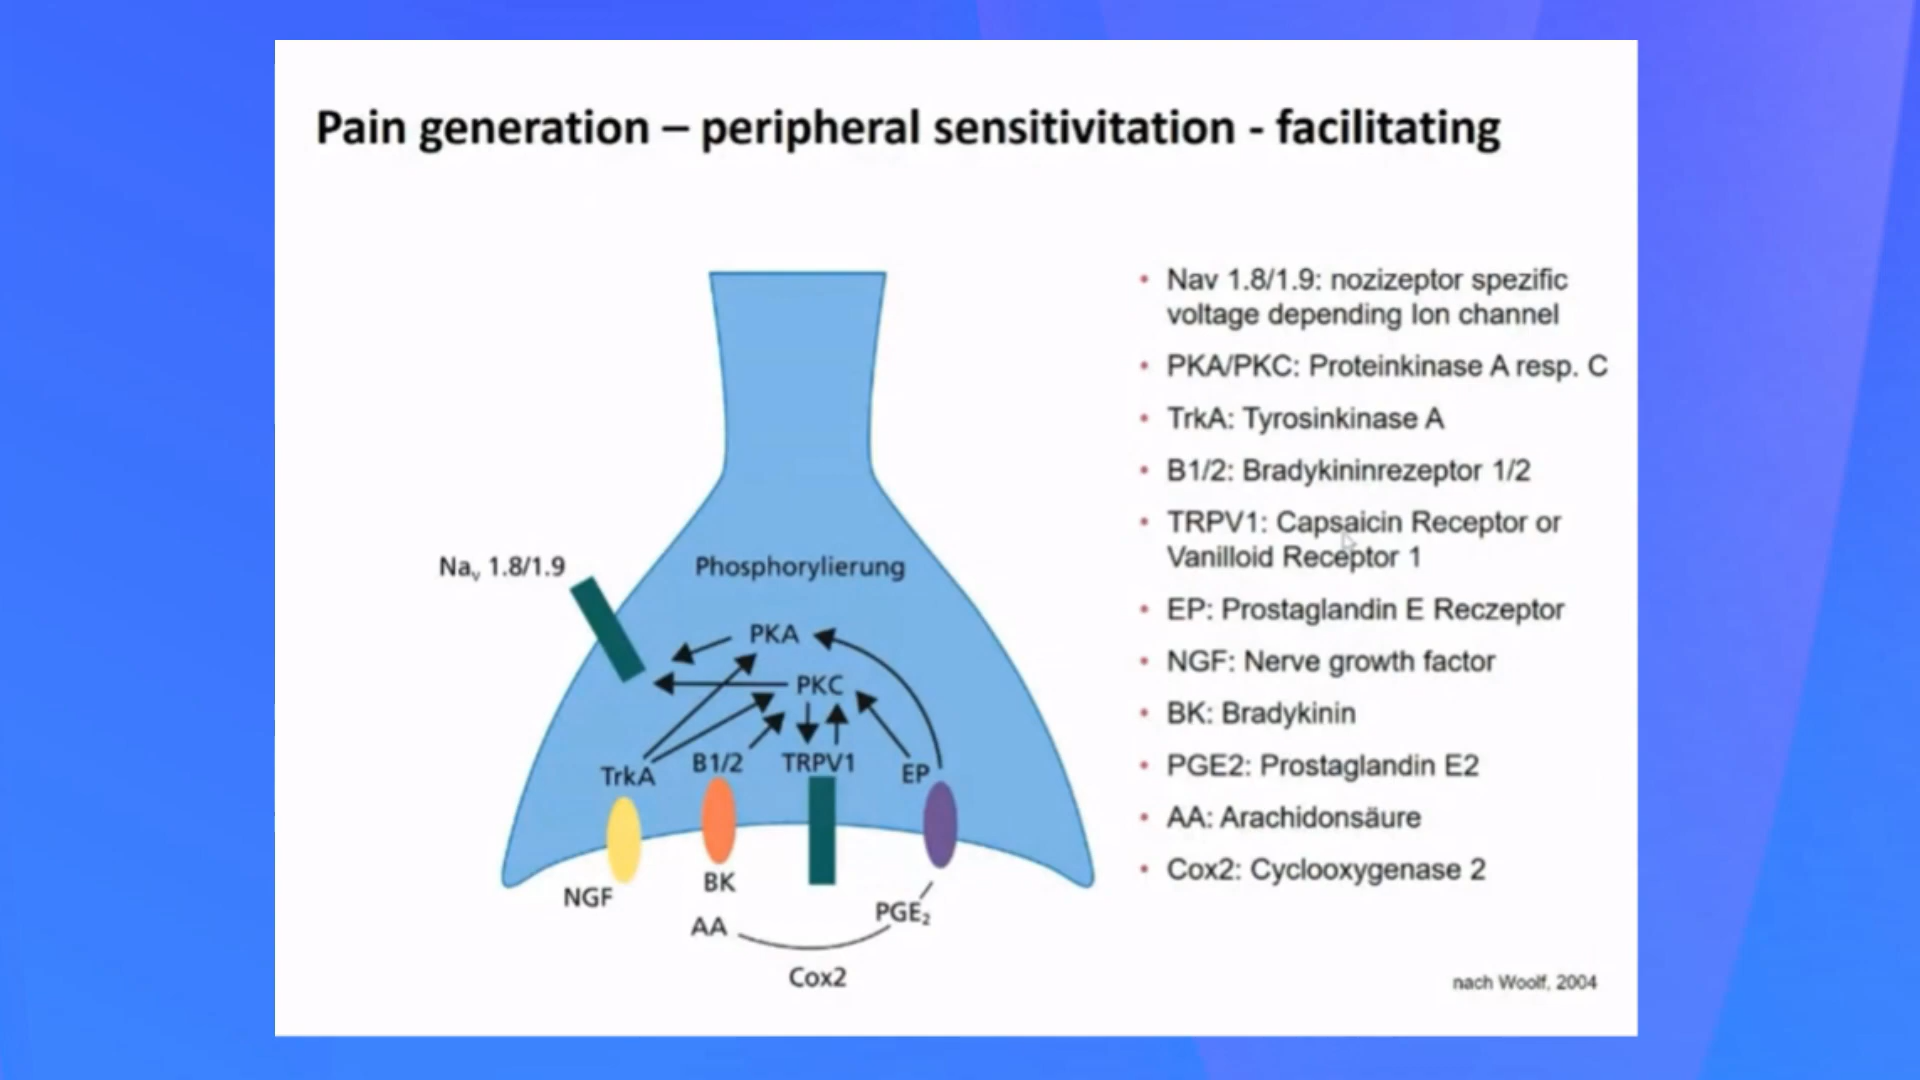 Pain generation – peripheral sensitivitation - facilitating
Na, 1.8/1.9
Phosphorylierung
PKA
PKC
TrkA
B1/2
TRPV1
EP
NGF
BK
AA
PGE₂
Cox2
• Nav 1.8/1.9: nozizeptor spezific
voltage depending Ion channel
• PKA/PKC: Proteinkinase A resp. C
• TrkA: Tyrosinkinase A
• B1/2: Bradykininrezeptor 1/2
• TRPV1: Capsaicin Receptor or
Vanilloid Receptor 1
• EP: Prostaglandin E Reczeptor
• NGF: Nerve growth factor
• BK: Bradykinin
• PGE2: Prostaglandin E2
• AA: Arachidonsäure
• Cox2: Cyclooxygenase 2
nach Woolf, 2004